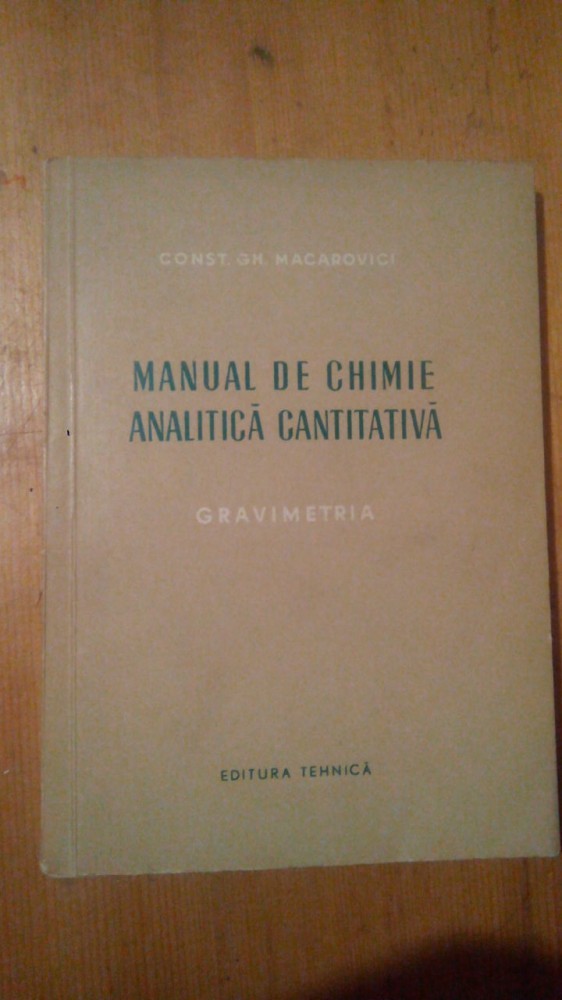 CONST. GH. MACAROVICI
MANUAL DE CHIMIE
ANALITICĂ CANTITATIVĂ
GRAVIMETRIA
EDITURA TEHNICĂ